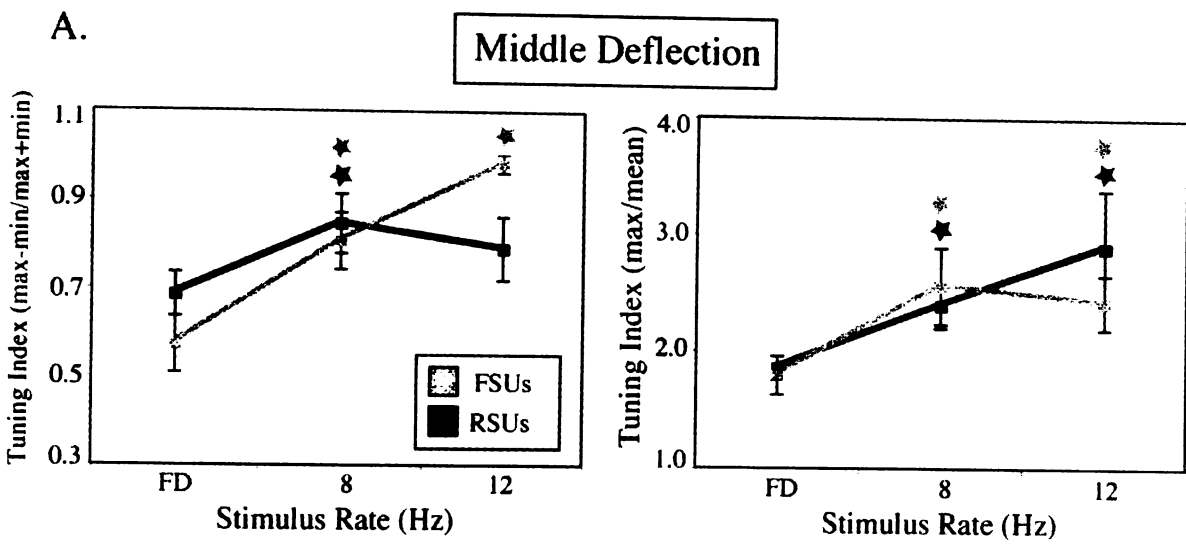 A.
Middle Deflection
Tuning Index (max-min/max+min)
1.1
0.9
0.7
0.5
0.3
FSUs
RSUs
FD
8
12
Stimulus Rate (Hz)
Tuning Index (max/mean)
4.0
3.0
2.0
1.0
FD
8
12
Stimulus Rate (Hz)